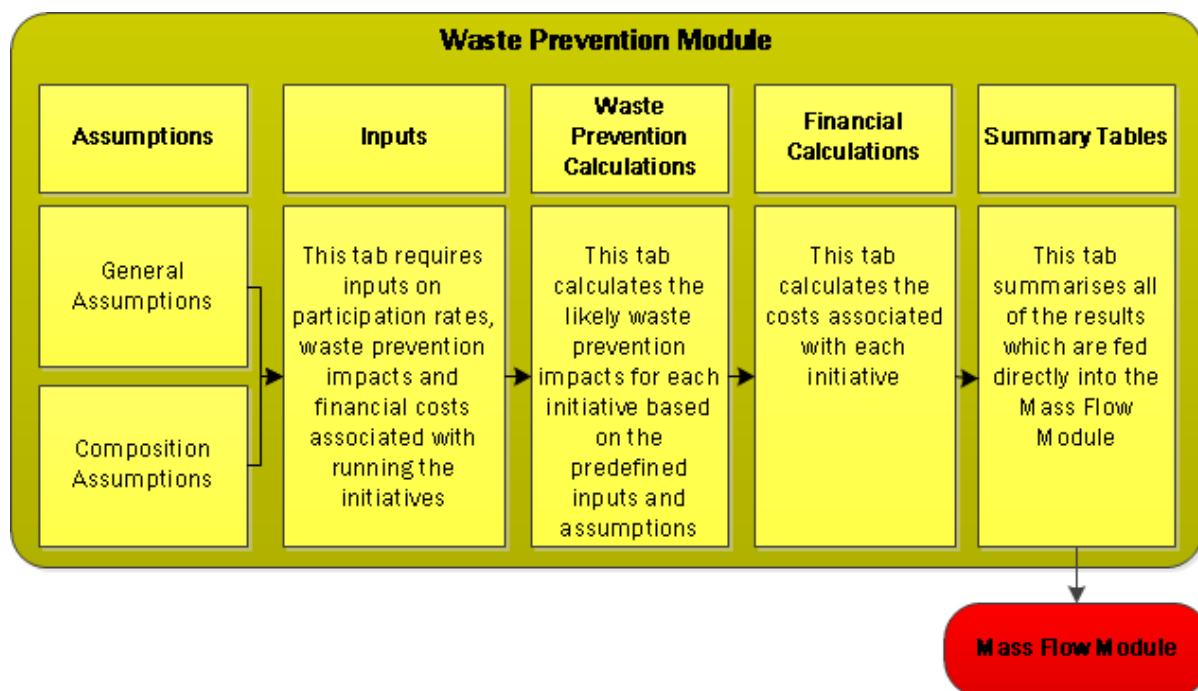 Waste Prevention Module
Assumptions
Inputs
Waste
Prevention
Calculations
Financial
Calculations
Summary Tables
General
Assumptions
Composition
Assumptions
This tab requires
inputs on
participation rates,
waste prevention
impacts and
financial costs
associated with
running the
initiatives
This tab
calculates the
likely waste
prevention
impacts for each
initiative based
on the
predefined
inputs and
assumptions
This tab
calculates the
costs associated
with each
initiative
This tab
summarises all
of the results
which are fed
directly into the
Mass Flow
Module
Mass Flow Module